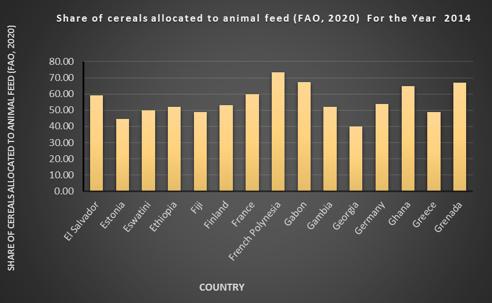 Share of cereals allocated to animal feed (FAO, 2020)  For the Year  2014
SHARE OF CEREALS ALLOCATED TO ANIMAL FEED (FAO, 2020)
80.00
70.00
60.00
50.00
40.00
30.00
20.00
10.00
0.00
El Salvador
Estonia
Eswatini
Ethiopia
Fiji
Finland
France
French Polynesia
Gabon
Gambia
Georgia
Germany
Ghana
Greece
Grenada
COUNTRY